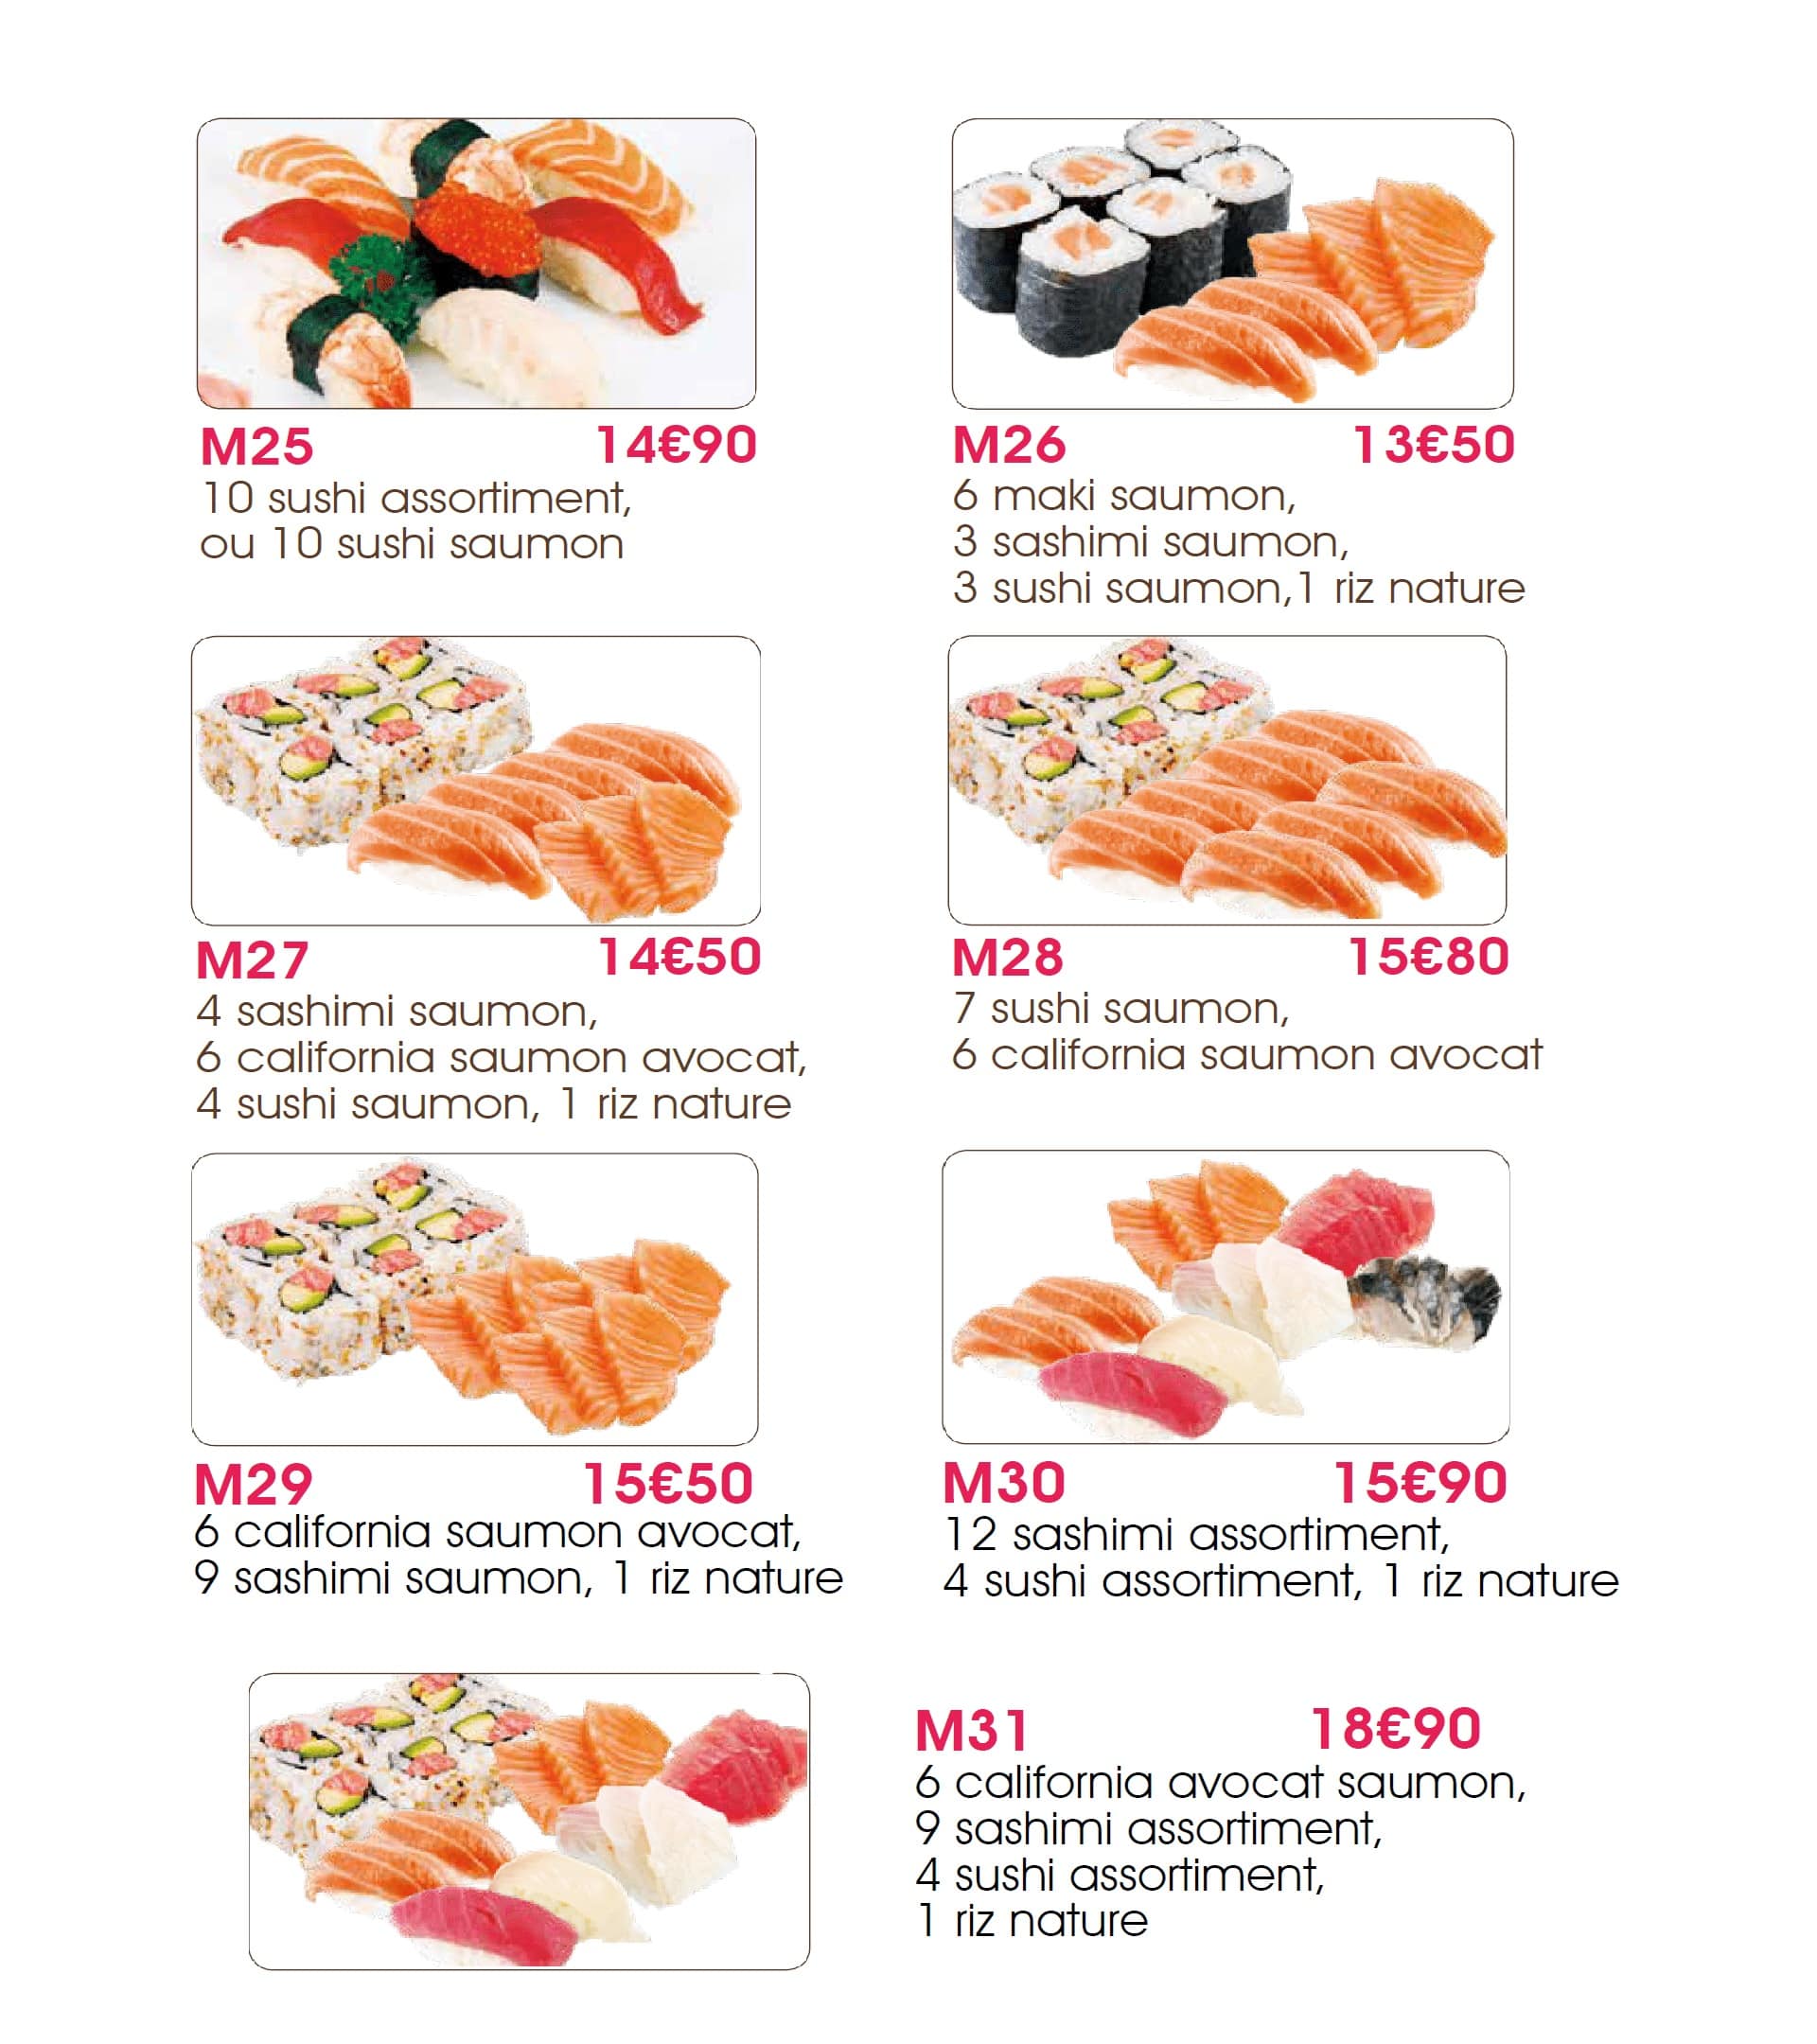 M25 14€90
10 sushi assortiment,
ou 10 sushi saumon
M26 13€50
6 maki saumon,
3 sashimi saumon,
3 sushi saumon,1 riz nature
M27 14€50
4 sashimi saumon,
6 california saumon avocat,
4 sushi saumon, 1 riz nature
M28 15€80
7 sushi saumon,
6 california saumon avocat
M29 15€50
6 california saumon avocat,
9 sashimi saumon, 1 riz nature
M30 15€90
12 sashimi assortiment,
4 sushi assortiment, 1 riz nature
M31 18€90
6 california avocat saumon,
9 sashimi assortiment,
4 sushi assortiment,
1 riz nature